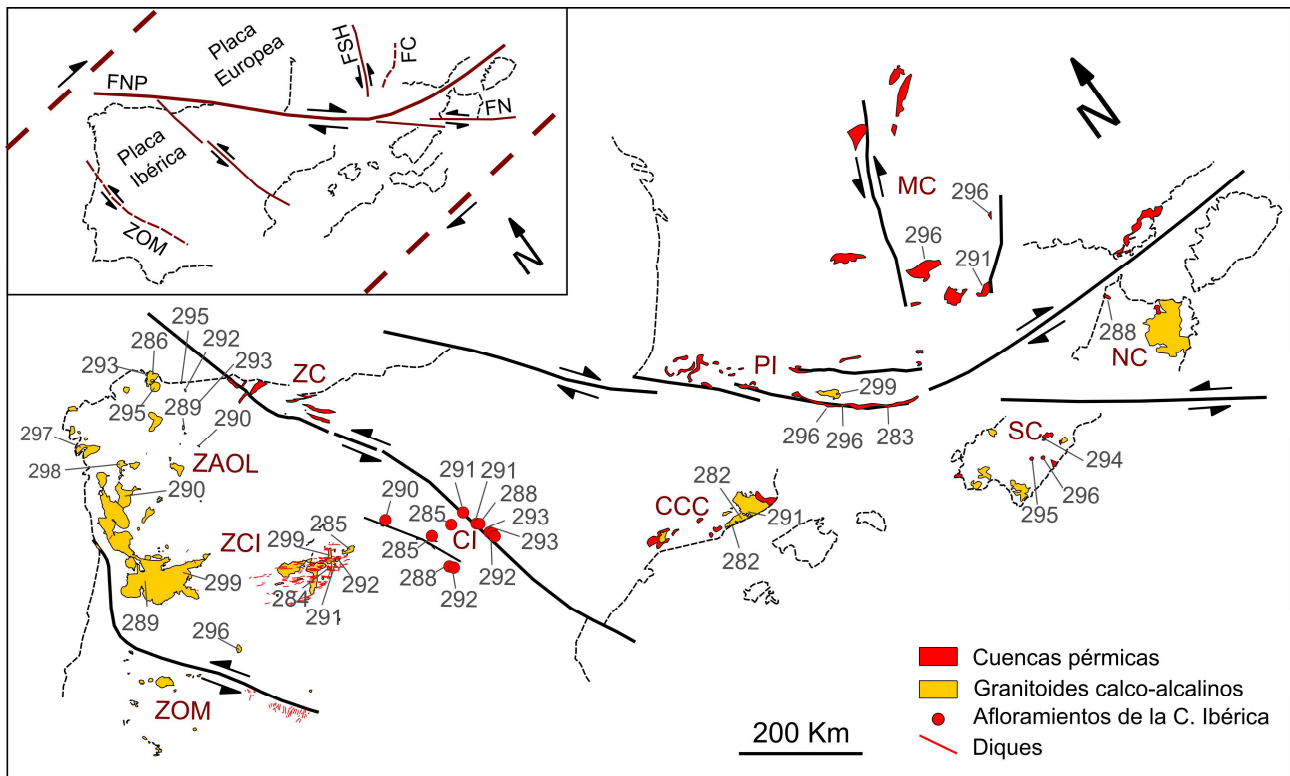 Placa
Europea
FSH
FC
FNP
FN
Placa
Ibérica
ZOM
N
N
MC
296
296
291
288
NC
295
286
292
293
293
ZC
295
289
290
297
298
ZAOL
290
PI
299
296
296
283
SC
294
296
295
291
291
290
288
285
293
CI
293
285
292
288
292
282
CCC
291
282
285
ZCI
299
299
292
284
291
289
296
ZOM
200 Km
Cuencas pérmicas
Granitoides calco-alcalinos
Afloramientos de la C. Ibérica
Diques